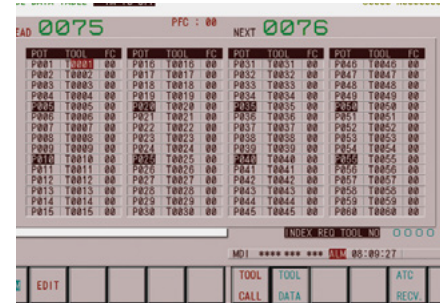 EAD 0075 PFC : 00 NEXT 0076
POT TOOL FC POT TOOL FC POT TOOL FC POT TOOL FC
P001 T0001 00 P016 T0016 00 P031 T0031 00 P046 T0046 00
P002 T0002 00 P017 T0017 00 P032 T0032 00 P047 T0047 00
P003 T0003 00 P018 T0018 00 P033 T0033 00 P048 T0048 00
P004 T0004 00 P019 T0019 00 P034 T0034 00 P049 T0049 00
P005 T0005 00 P020 T0020 00 P035 T0035 00 P050 T0050 00
P006 T0006 00 P021 T0021 00 P036 T0036 00 P051 T0051 00
P007 T0007 00 P022 T0022 00 P037 T0037 00 P052 T0052 00
P008 T0008 00 P023 T0023 00 P038 T0038 00 P053 T0053 00
P009 T0009 00 P024 T0024 00 P039 T0039 00 P054 T0054 00
P010 T0010 00 P025 T0025 00 P040 T0040 00 P055 T0055 00
P011 T0011 00 P026 T0026 00 P041 T0041 00 P056 T0056 00
P012 T0012 00 P027 T0027 00 P042 T0042 00 P057 T0057 00
P013 T0013 00 P028 T0028 00 P043 T0043 00 P058 T0058 00
P014 T0014 00 P029 T0029 00 P044 T0044 00 P059 T0059 00
P015 T0015 00 P030 T0030 00 P045 T0045 00 P060 T0060 00
INDEX REQ TOOL NO 0000
MDI **** *** *** ALM 08:09:27
EDIT TOOL TOOL ATC
CALL DATA RECV.